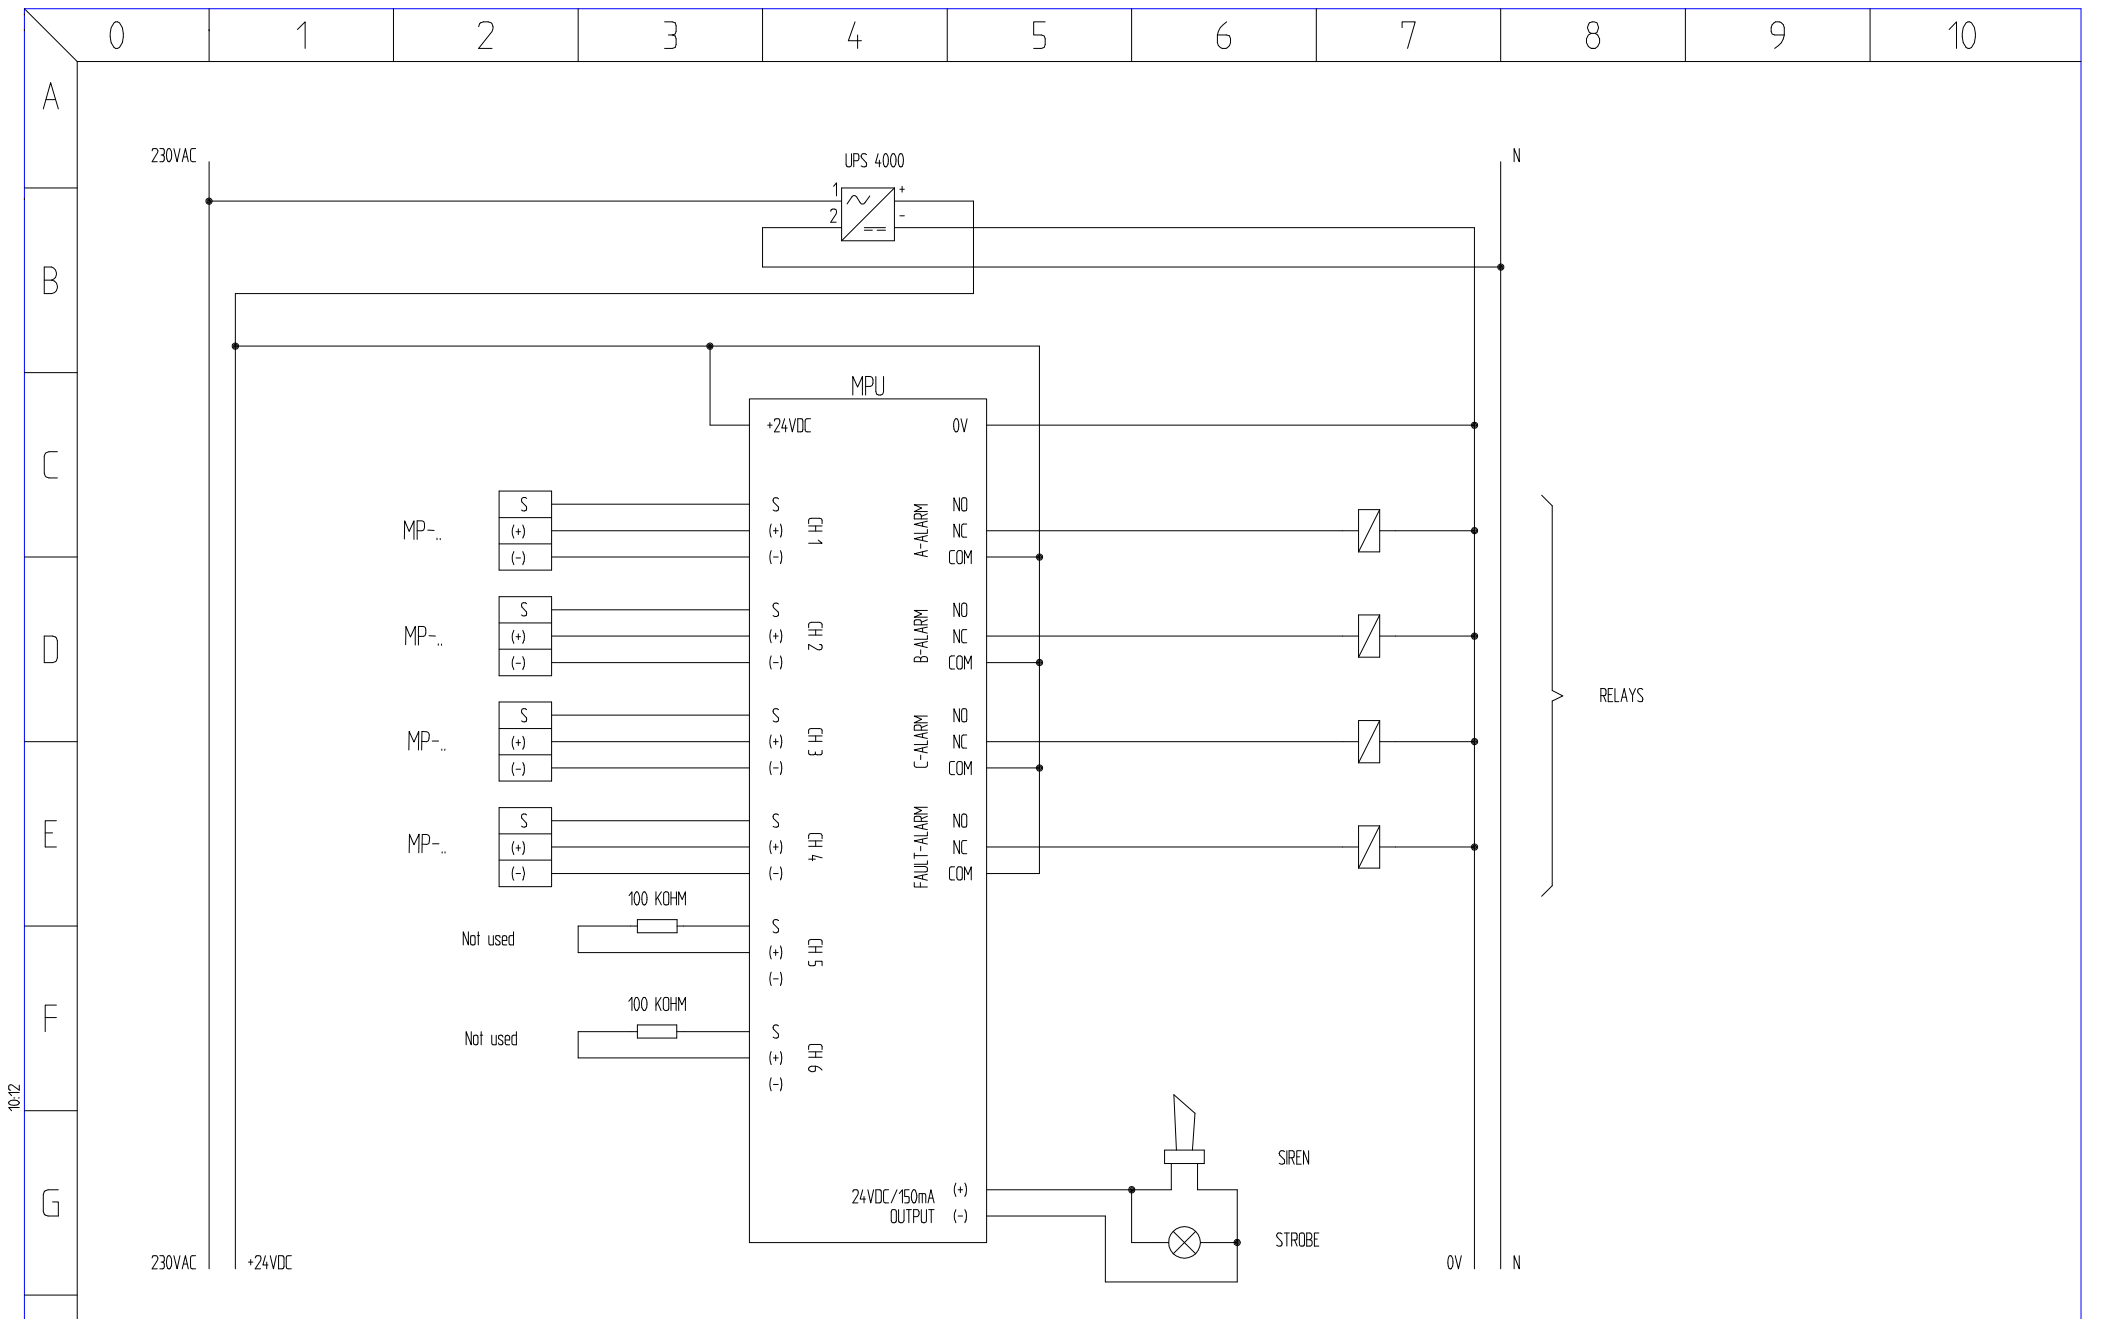 0 1 2 3 4 5 6 7 8 9 10
A
230VAC
UPS 4000
N
1 +
2 -
B
MPU
+24VDC 0V
C
S S NO
MP-.. (+) (+) CH 1 A-ALARM NC
(-) (-) COM
S S NO
D
MP-.. (+) (+) CH 2 B-ALARM NC
(-) (-) COM
RELAYS
S S NO
MP-.. (+) (+) CH 3 C-ALARM NC
(-) (-) COM
E
S S NO
MP-.. (+) (+) CH 4 FAULT-ALARM NC
(-) (-) COM
100 KOHM
S
Not used (+) CH 5
(-)
100 KOHM
F
S
Not used (+) CH 6
(-)
10:12
SIREN
G
24VDC/150mA (+)
OUTPUT (-)
STROBE
230VAC +24VDC 0V N